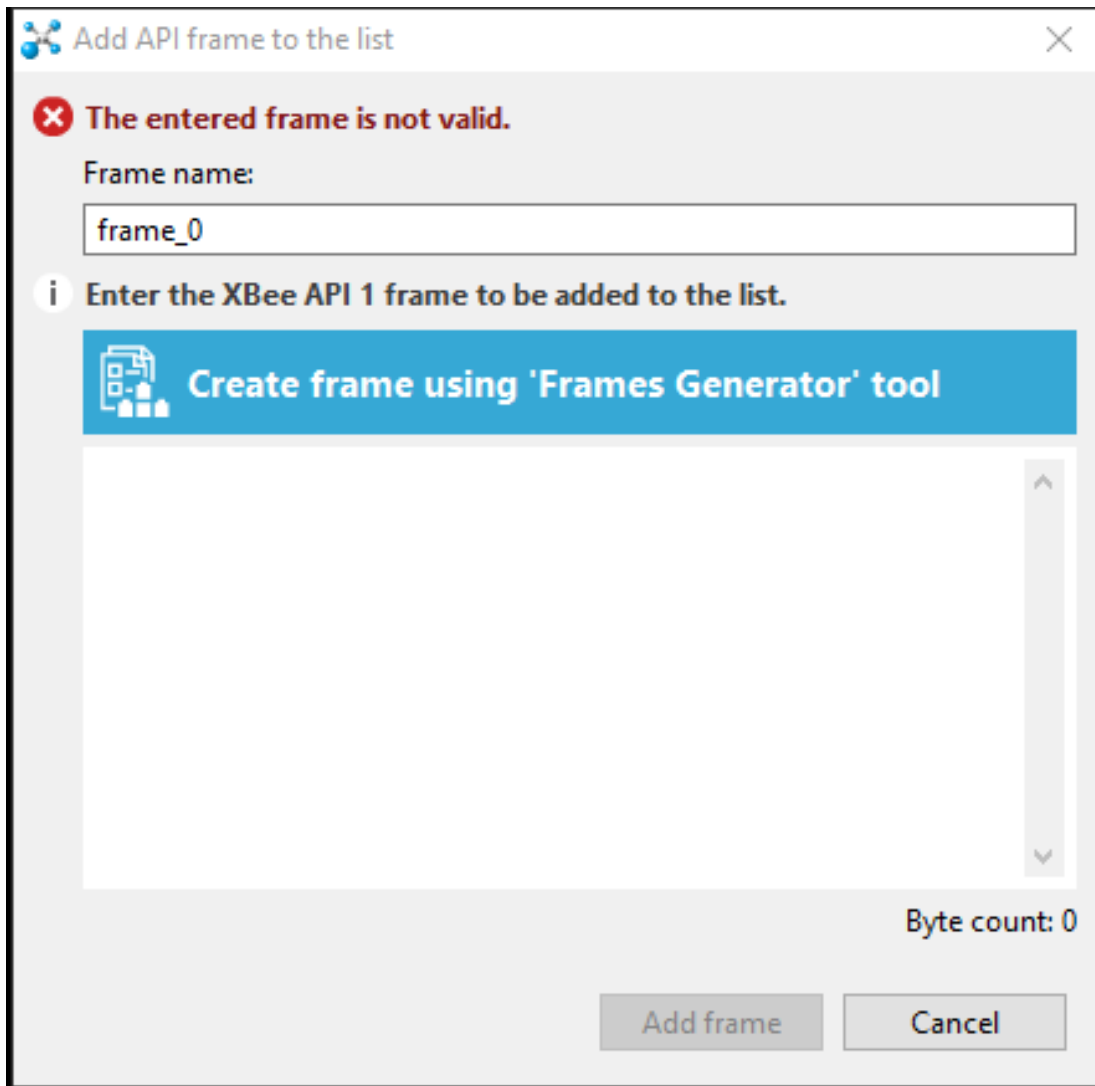 Add API frame to the list
The entered frame is not valid.
Frame name:
frame_0
Enter the XBee API 1 frame to be added to the list.
Create frame using 'Frames Generator' tool
Byte count: 0
Add frame
Cancel